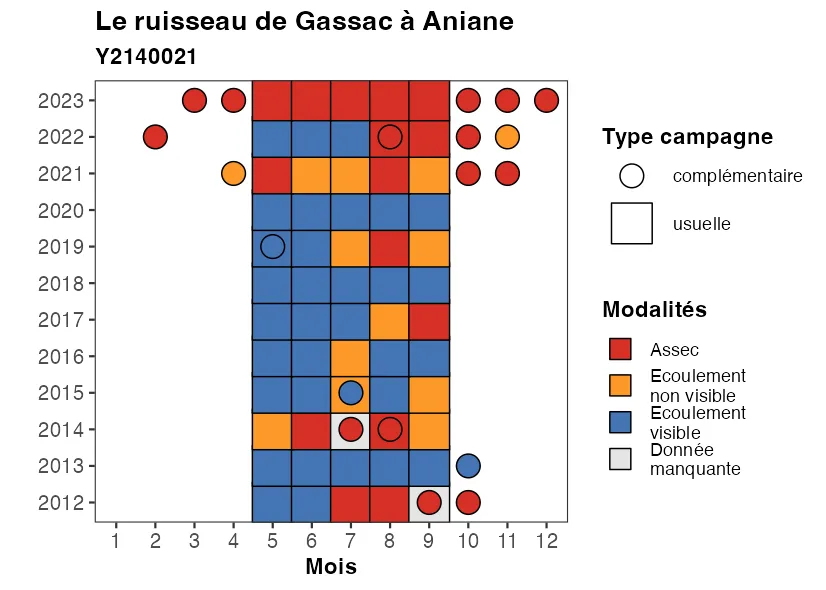 Le ruisseau de Gassac à Aniane
Y2140021
2023
2022
2021
2020
2019
2018
2017
2016
2015
2014
2013
2012
1 2 3 4 5 6 7 8 9 10 11 12
Mois
Type campagne
complémentaire
usuelle
Modalités
Assec
Ecoulement
non visible
Ecoulement
visible
Donnée
manquante